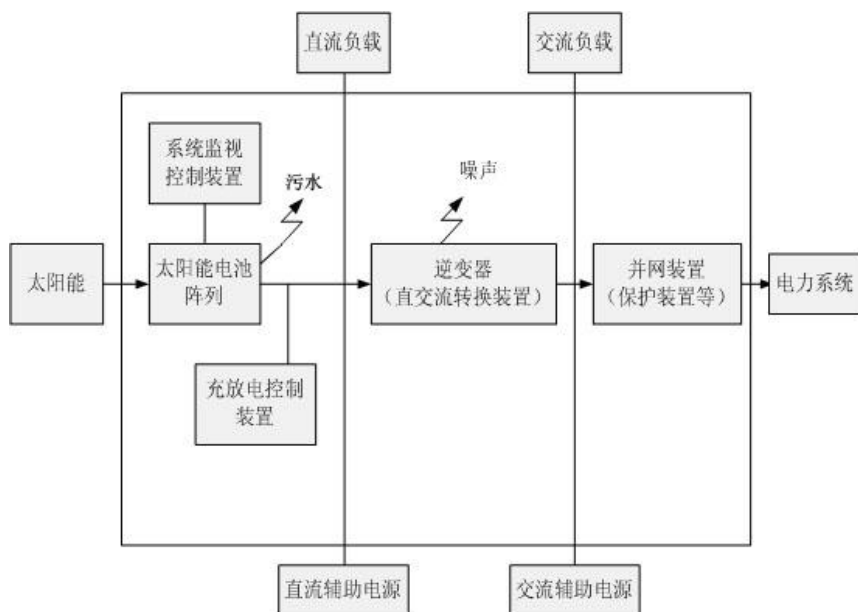 直流负载
交流负载
系统监视
控制装置
污水
噪声
太阳能
太阳能电池
阵列
逆变器
（直交流转换装置）
并网装置
（保护装置等）
电力系统
充放电控制
装置
直流辅助电源
交流辅助电源